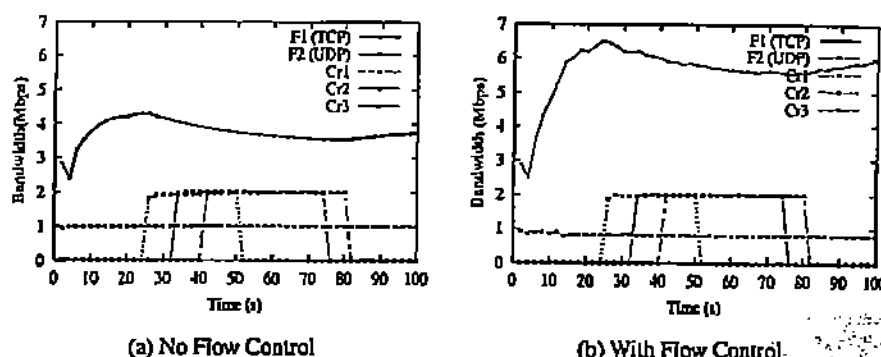 7
6
5
4
3
2
1
0
Bandwidth(Mbps)
F1 (TCP)
F2 (UDP)
Cr1
Cr2
Cr3
0 10 20 30 40 50 60 70 80 90 100
Time (s)
(a) No Flow Control
7
6
5
4
3
2
1
0
Bandwidth (Mbps)
F1 (TCP)
F2 (UDP)
Cr1
Cr2
Cr3
0 10 20 30 40 50 60 70 80 90 100
Time (s)
(b) With Flow Control.